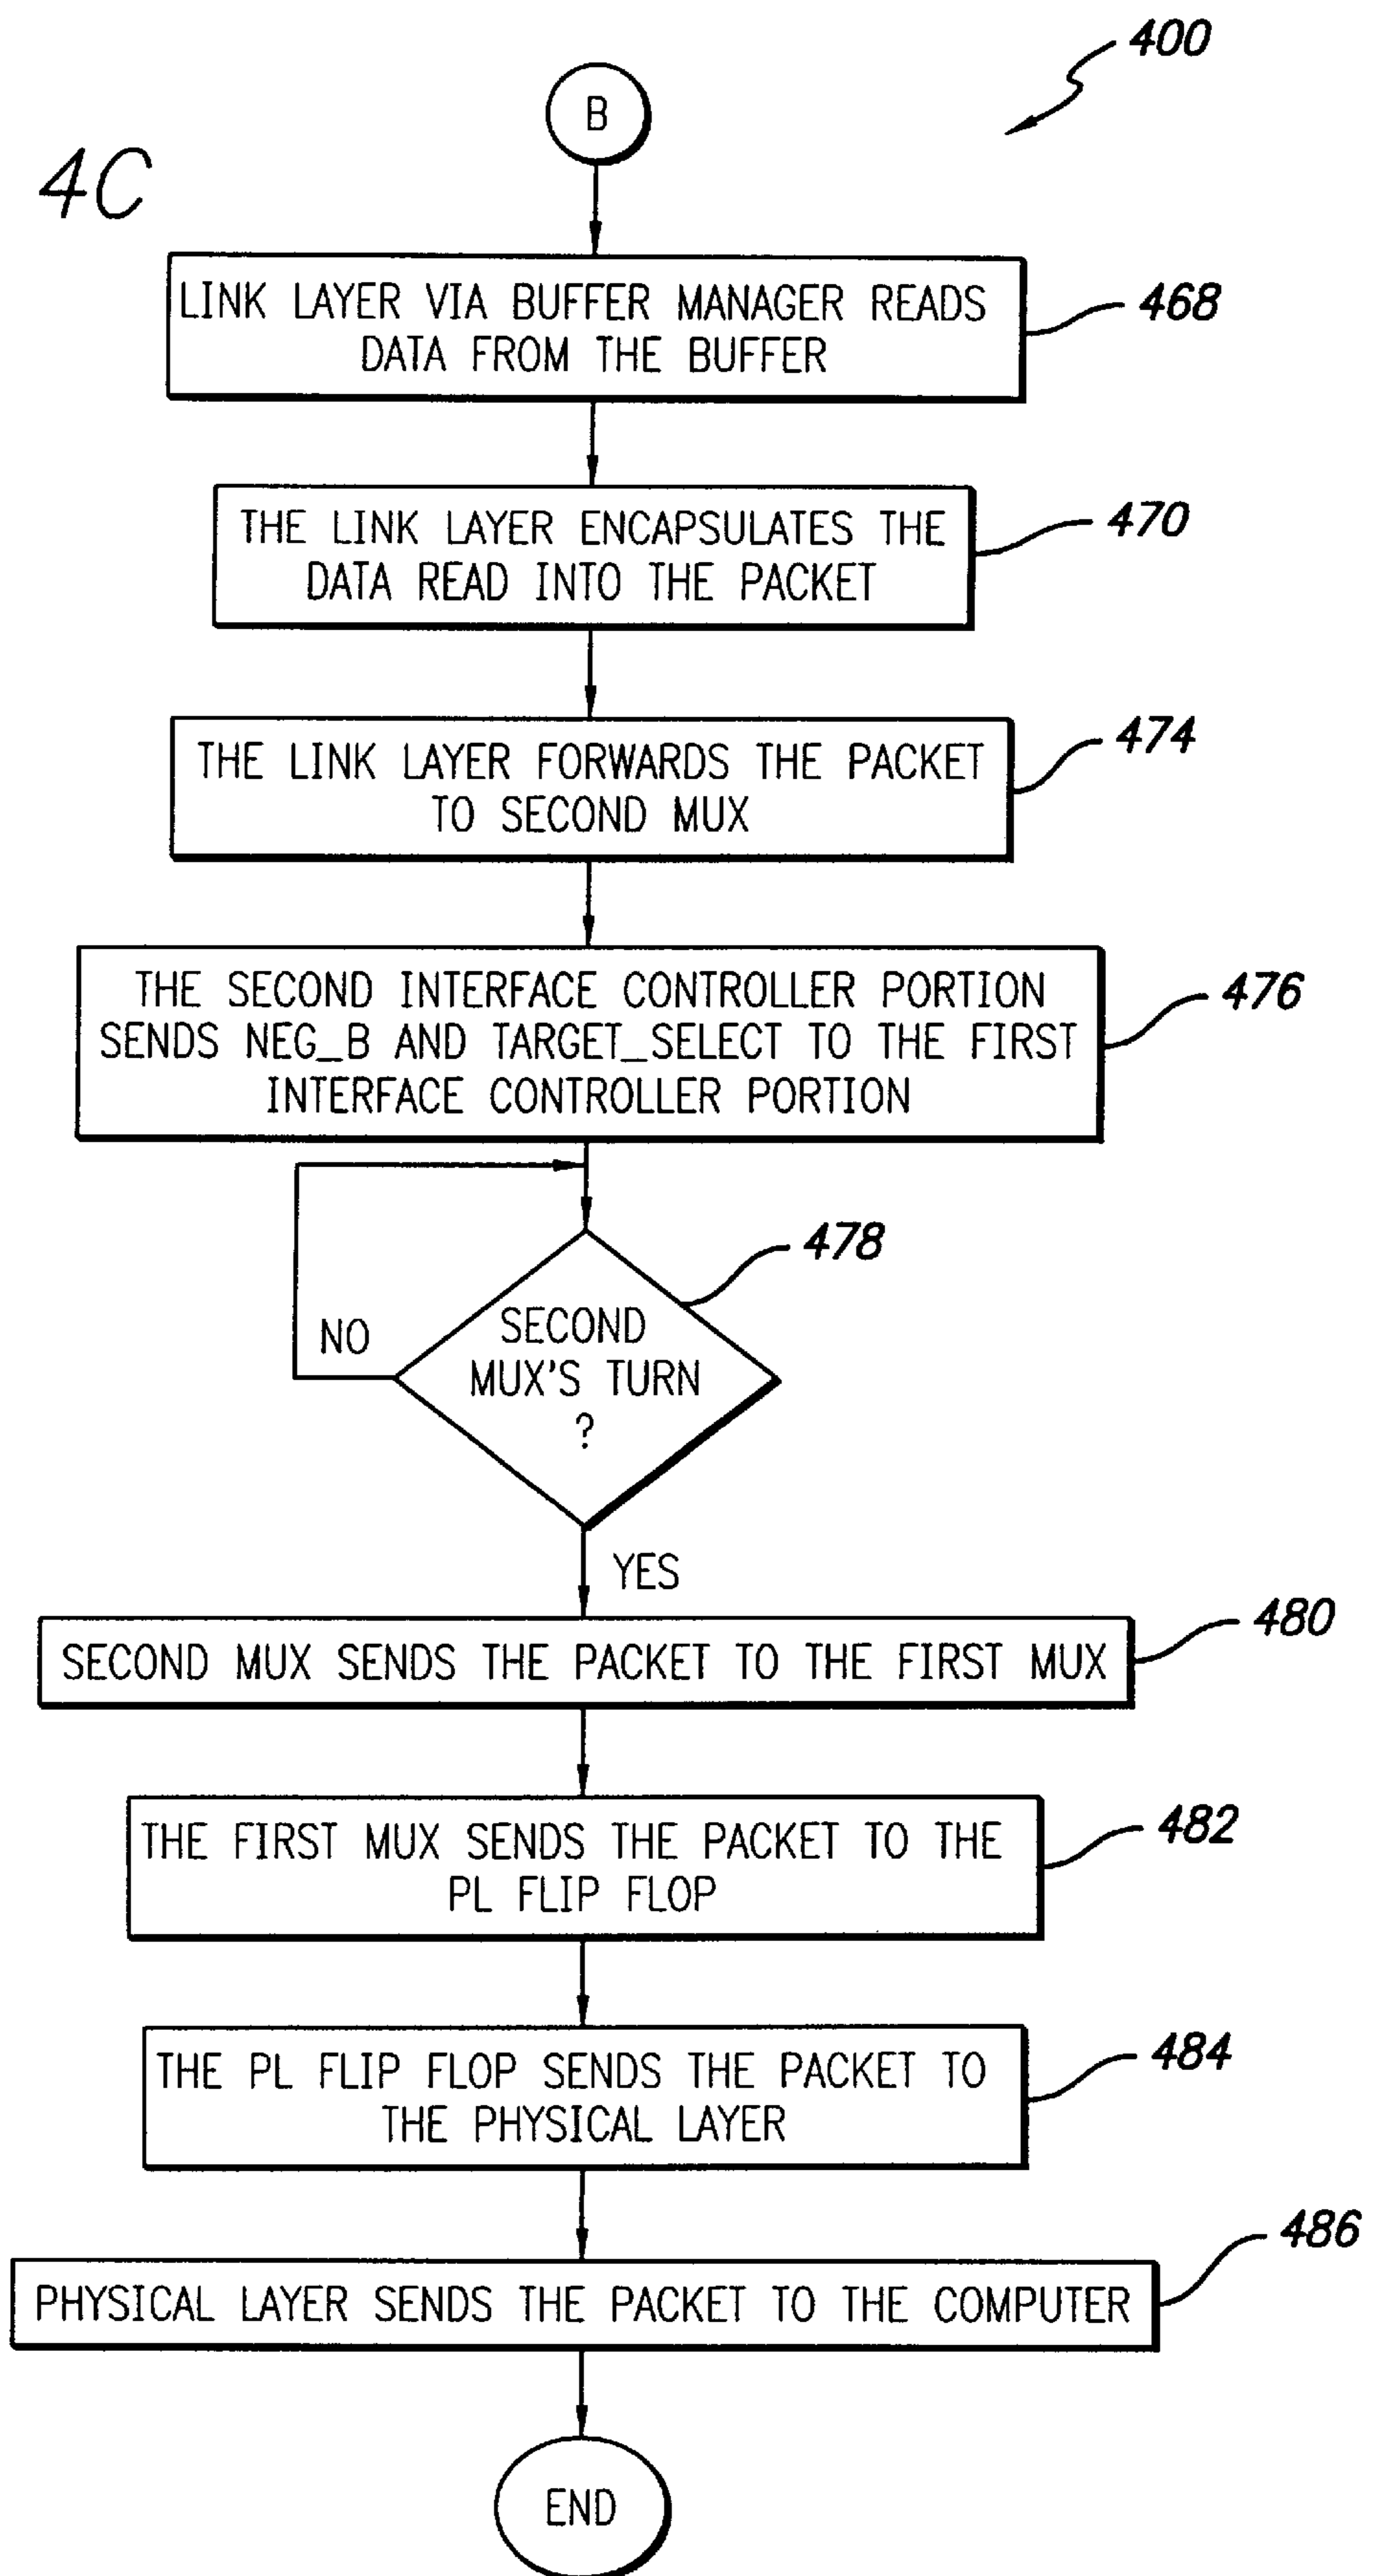 400
B
4C
LINK LAYER VIA BUFFER MANAGER READS
DATA FROM THE BUFFER
468
THE LINK LAYER ENCAPSULATES THE
DATA READ INTO THE PACKET
470
THE LINK LAYER FORWARDS THE PACKET
TO SECOND MUX
474
THE SECOND INTERFACE CONTROLLER PORTION
SENDS NEG_B AND TARGET_SELECT TO THE FIRST
INTERFACE CONTROLLER PORTION
476
SECOND
MUX'S TURN
?
478
NO
YES
SECOND MUX SENDS THE PACKET TO THE FIRST MUX
480
THE FIRST MUX SENDS THE PACKET TO THE
PL FLIP FLOP
482
THE PL FLIP FLOP SENDS THE PACKET TO
THE PHYSICAL LAYER
484
PHYSICAL LAYER SENDS THE PACKET TO THE COMPUTER
486
END